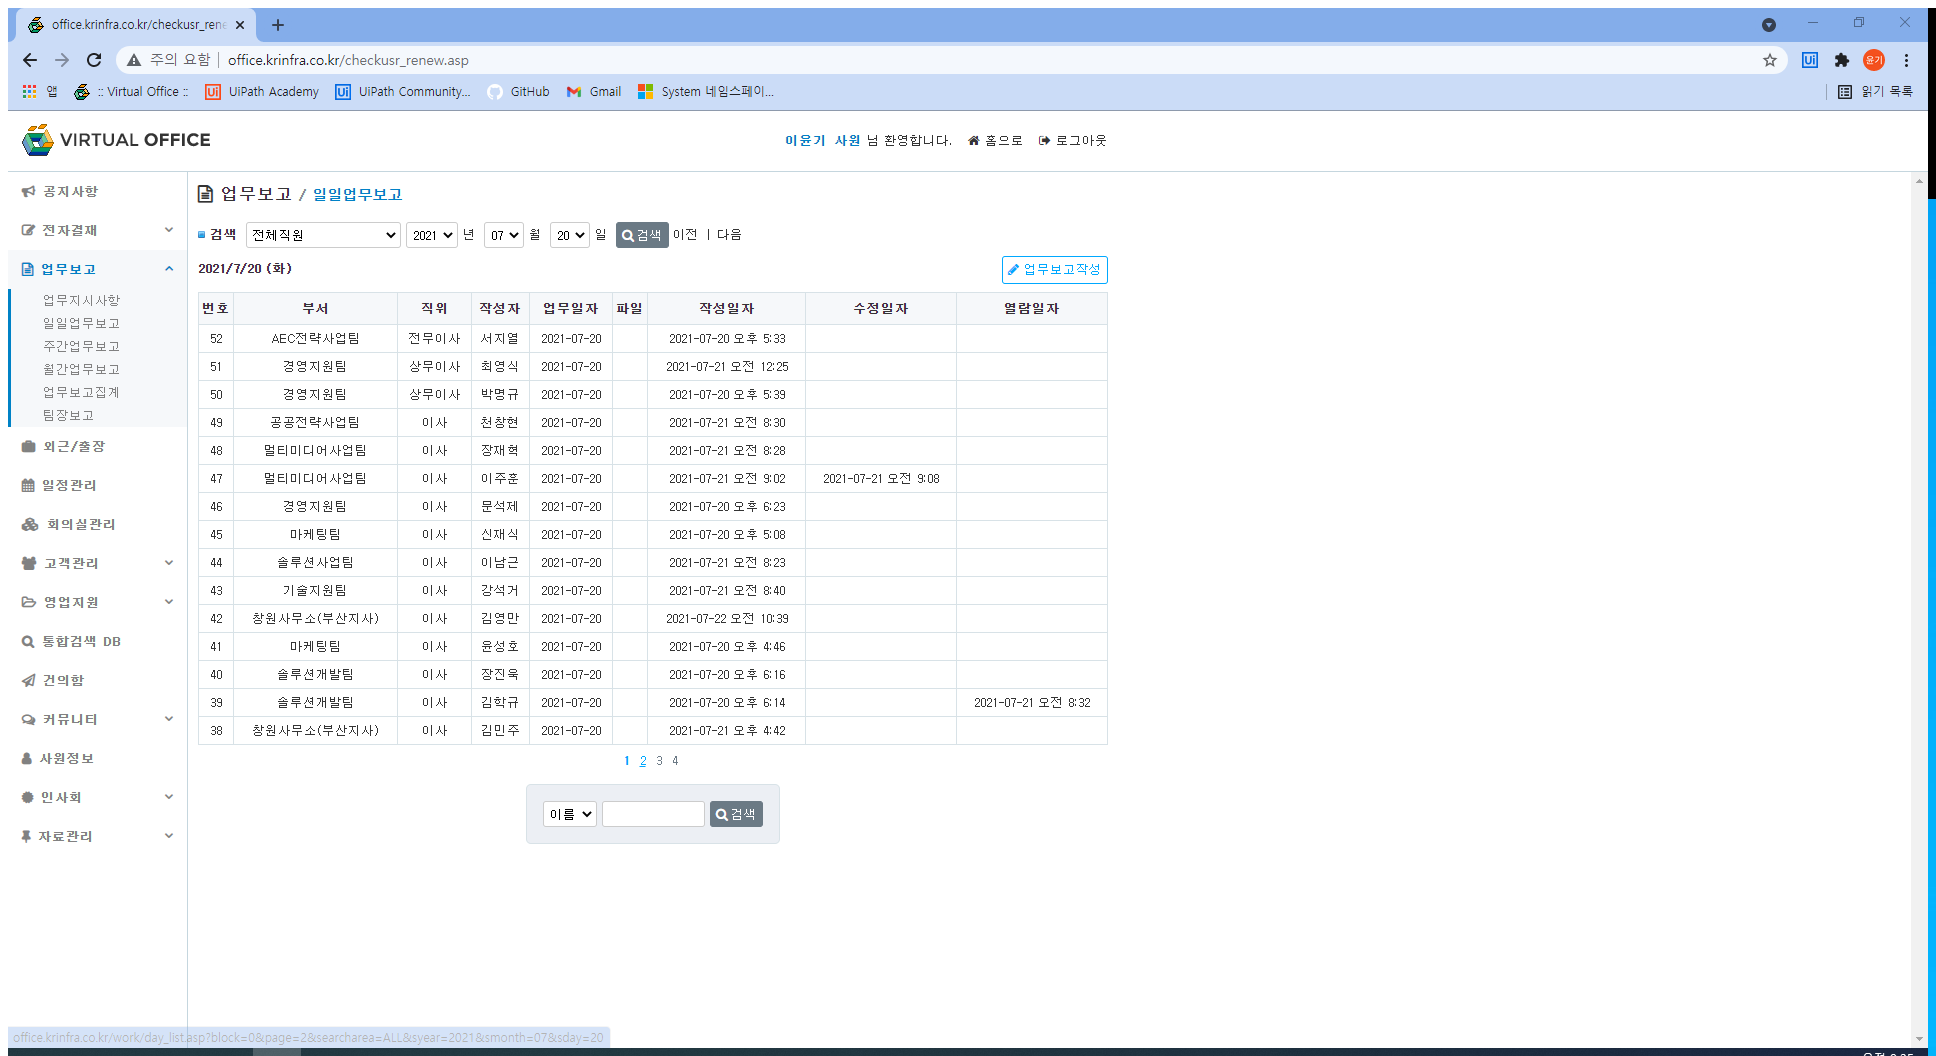 office.krinfra.co.kr/checkusr_rene
주의 요함 office.krinfra.co.kr/checkusr_renew.asp 윤기
앱 :: Virtual Office :: UiPath Academy UiPath Community... GitHub Gmail System 네임스페이... 읽기 목록
VIRTUAL OFFICE 이윤기 사원 님 환영합니다. 홈으로 로그아웃
공지사항
전자결재
업무보고
업무지시사항
일일업무보고
주간업무보고
월간업무보고
업무보고집계
팀장보고
외근/출장
일정관리
회의실관리
고객관리
영업지원
통합검색 DB
건의함
커뮤니티
사원정보
인사회
자료관리
업무보고 / 일일업무보고
검색 전체직원 2021 년 07 월 20 일 검색 이전 | 다음
2021/7/20 (화) 업무보고작성
번호 부서 직위 작성자 업무일자 파일 작성일자 수정일자 열람일자
52 AEC전략사업팀 전무이사 서지열 2021-07-20 2021-07-20 오후 5:33
51 경영지원팀 상무이사 최영식 2021-07-20 2021-07-21 오전 12:25
50 경영지원팀 상무이사 박명규 2021-07-20 2021-07-20 오후 5:39
49 공공전략사업팀 이사 천창현 2021-07-20 2021-07-21 오전 8:30
48 멀티미디어사업팀 이사 장재혁 2021-07-20 2021-07-21 오전 8:28
47 멀티미디어사업팀 이사 이주훈 2021-07-20 2021-07-21 오전 9:02 2021-07-21 오전 9:08
46 경영지원팀 이사 문석제 2021-07-20 2021-07-20 오후 6:23
45 마케팅팀 이사 신재식 2021-07-20 2021-07-20 오후 5:08
44 솔루션사업팀 이사 이남근 2021-07-20 2021-07-21 오전 8:23
43 기술지원팀 이사 강석거 2021-07-20 2021-07-21 오전 8:40
42 창원사무소(부산지사) 이사 김영만 2021-07-20 2021-07-22 오전 10:39
41 마케팅팀 이사 윤성호 2021-07-20 2021-07-20 오후 4:46
40 솔루션개발팀 이사 장진욱 2021-07-20 2021-07-20 오후 6:16
39 솔루션개발팀 이사 김학규 2021-07-20 2021-07-20 오후 6:14 2021-07-21 오전 8:32
38 창원사무소(부산지사) 이사 김민주 2021-07-20 2021-07-21 오후 4:42
1 2 3 4
이름 검색
office.krinfra.co.kr/work/day_list.asp?block=0&page=2&searcharea=ALL&syear=2021&smonth=07&sday=20